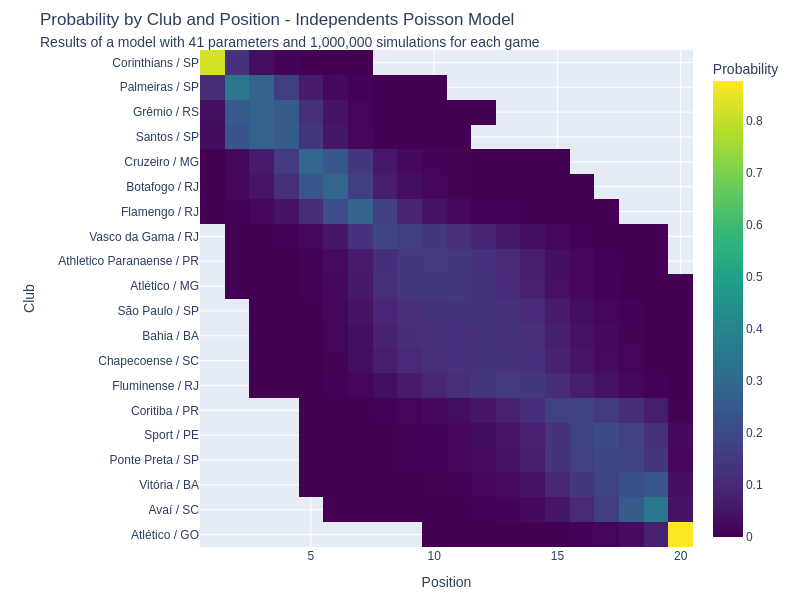 Probability by Club and Position - Independents Poisson Model
Results of a model with 41 parameters and 1,000,000 simulations for each game
Probability
Club
Corinthians / SP
Palmeiras / SP
Grêmio / RS
Santos / SP
Cruzeiro / MG
Botafogo / RJ
Flamengo / RJ
Vasco da Gama / RJ
Athletico Paranaense / PR
Atlético / MG
São Paulo / SP
Bahia / BA
Chapecoense / SC
Fluminense / RJ
Coritiba / PR
Sport / PE
Ponte Preta / SP
Vitória / BA
Avaí / SC
Atlético / GO
0.8
0.7
0.6
0.5
0.4
0.3
0.2
0.1
0
5
10
15
20
Position